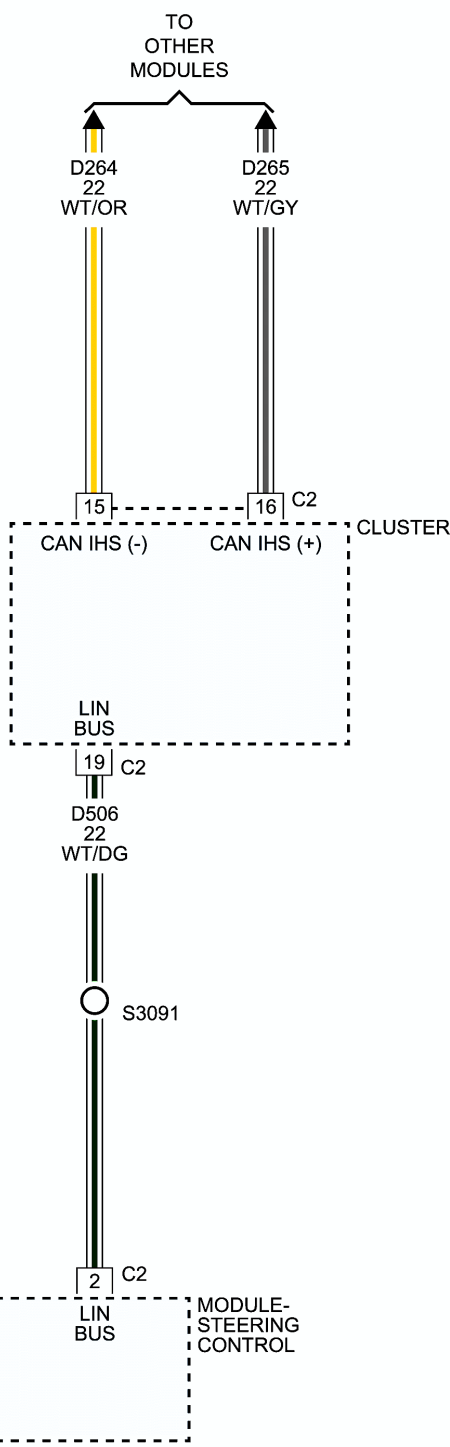 TO
OTHER
MODULES
D264
22
WT/OR
D265
22
WT/GY
15
16
C2
CLUSTER
CAN IHS (-)
CAN IHS (+)
LIN
BUS
19
C2
D506
22
WT/DG
S3091
2
C2
LIN
BUS
MODULE-
STEERING
CONTROL